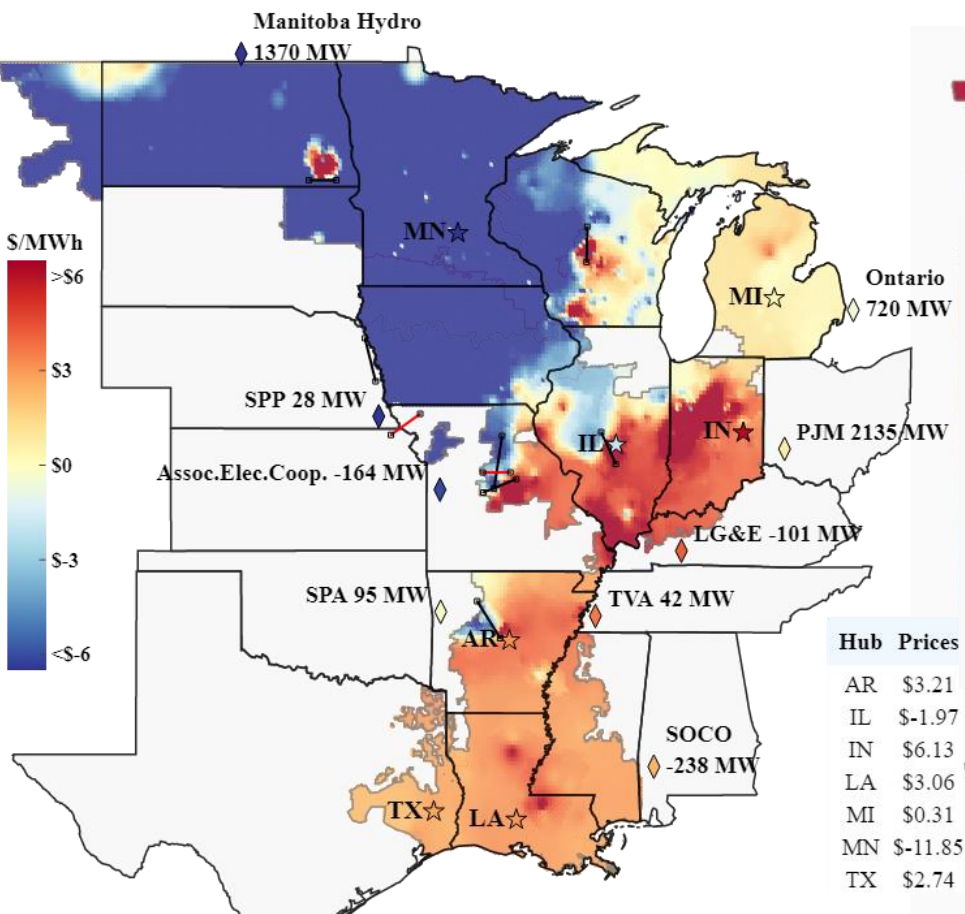 Manitoba Hydro
1370 MW
MN
$/MWh
>$6
$3
$0
$-3
<$-6
MI
Ontario
720 MW
SPP 28 MW
IL
IN
PJM 2135 MW
Assoc.Elec.Coop. -164 MW
LG&E -101 MW
SPA 95 MW
TVA 42 MW
AR
SOCO
-238 MW
TX
LA
Hub Prices
AR $3.21
IL $-1.97
IN $6.13
LA $3.06
MI $0.31
MN $-11.85
TX $2.74